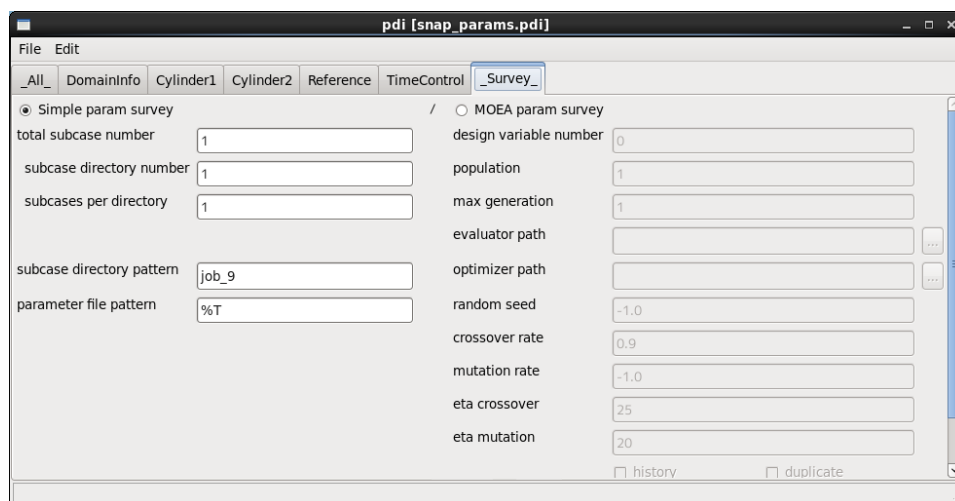 pdi [snap_params.pdi]
File Edit
_All_ DomainInfo Cylinder1 Cylinder2 Reference TimeControl _Survey_
Simple param survey / MOEA param survey
total subcase number 1 design variable number 0
subcase directory number 1 population 1
subcases per directory 1 max generation 1
evaluator path ...
subcase directory pattern job_9 optimizer path ...
parameter file pattern %T random seed -1.0
crossover rate 0.9
mutation rate -1.0
eta crossover 25
eta mutation 20
history duplicate